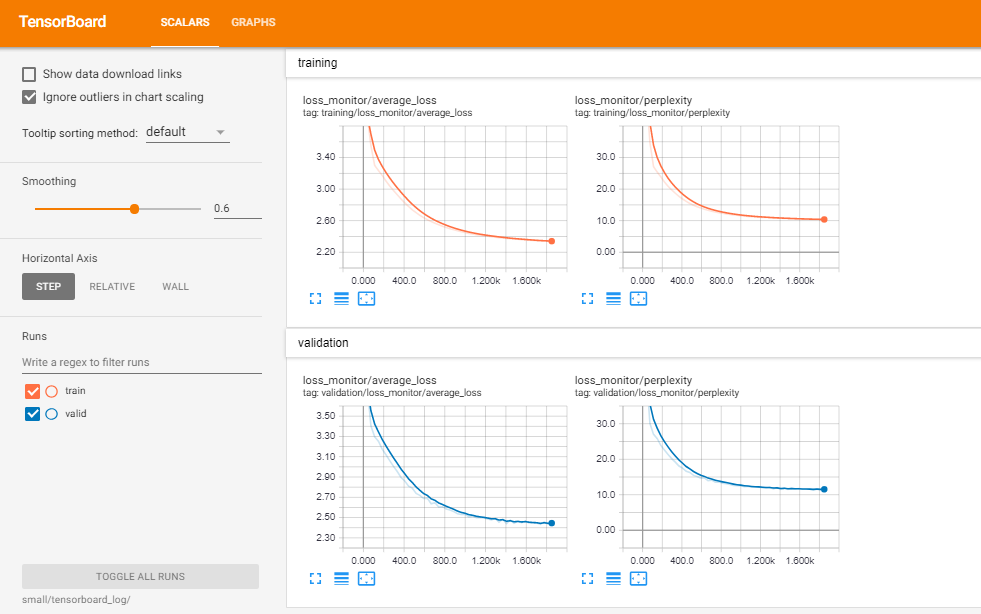 TensorBoard SCALARS GRAPHS
Show data download links
Ignore outliers in chart scaling
Tooltip sorting method: default
Smoothing
0.6
Horizontal Axis
STEP RELATIVE WALL
Runs
Write a regex to filter runs
train
valid
TOGGLE ALL RUNS
small/tensorboard_log/
training
loss_monitor/average_loss
tag: training/loss_monitor/average_loss
3.40
3.00
2.60
2.20
0.000 400.0 800.0 1.200k 1.600k
loss_monitor/perplexity
tag: training/loss_monitor/perplexity
30.0
20.0
10.0
0.00
0.000 400.0 800.0 1.200k 1.600k
validation
loss_monitor/average_loss
tag: validation/loss_monitor/average_loss
3.50
3.30
3.10
2.90
2.70
2.50
2.30
0.000 400.0 800.0 1.200k 1.600k
loss_monitor/perplexity
tag: validation/loss_monitor/perplexity
30.0
20.0
10.0
0.00
0.000 400.0 800.0 1.200k 1.600k